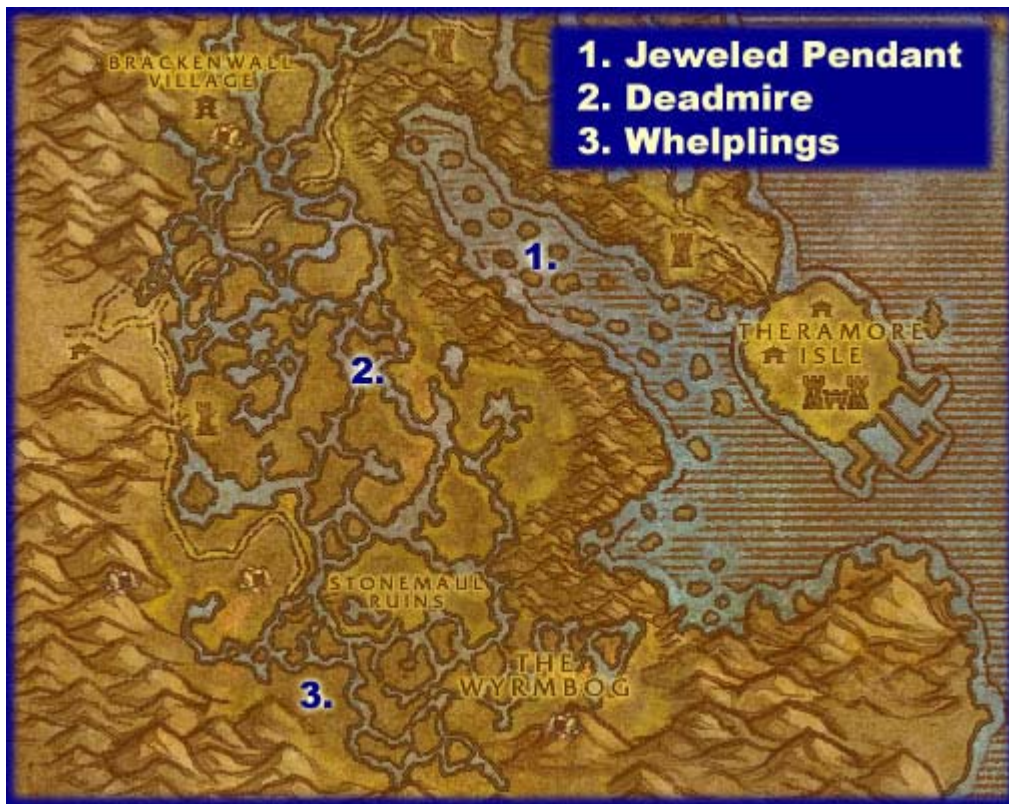 BRACKENWALL
VILLAGE
1. Jeweled Pendant
2. Deadmire
3. Whelplings
1.
THERAMORE
ISLE
2.
STONEMAUL
RUINS
THE
WYRMBOG
3.